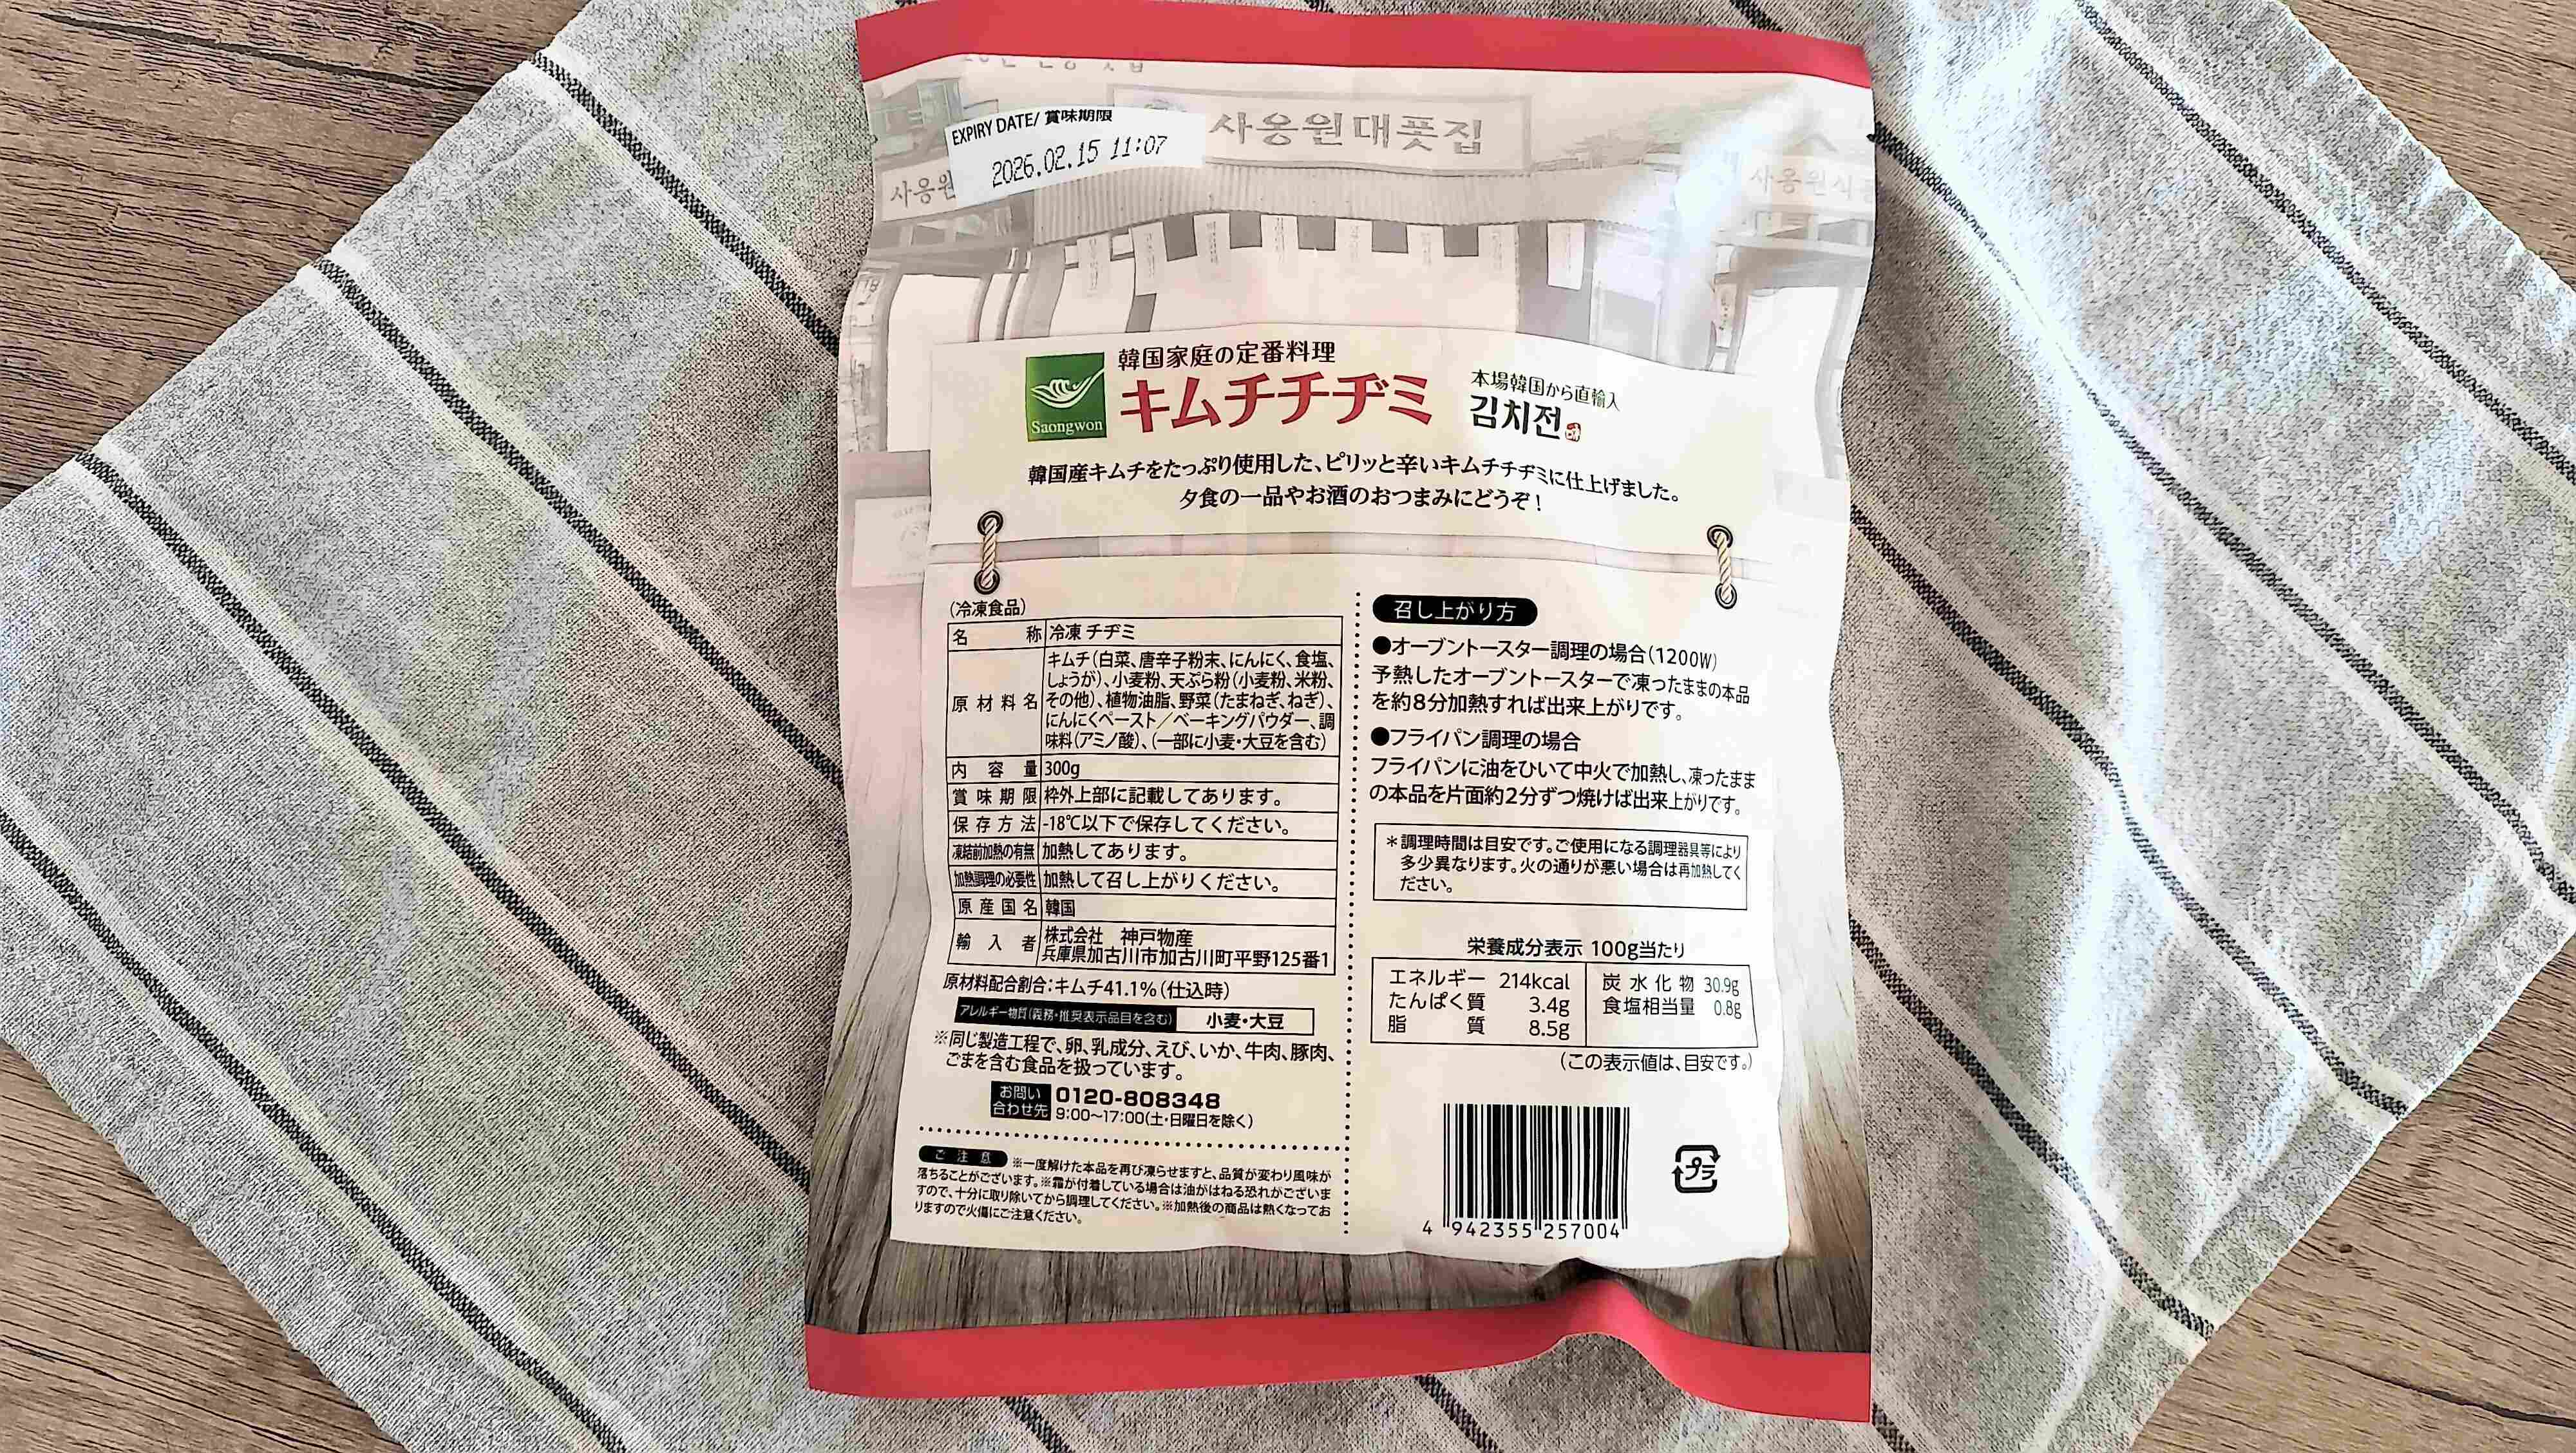 EXPIRY DATE/ 賞味期限
2026.02.15 11:07
사옹원대폿집
사옹원
사옹원식
Saongwon
韓国家庭の定番料理
キムチチヂミ
本場韓国から直輸入
김치전
韓国産キムチをたっぷり使用した、ピリッと辛いキムチチヂミに仕上げました。
夕食の一品やお酒のおつまみにどうぞ!
(冷凍食品)
名称 冷凍 チヂミ
原材料名 キムチ(白菜、唐辛子粉末、にんにく、食塩、
しょうが)、小麦粉、天ぷら粉(小麦粉、米粉、
その他)、植物油脂、野菜(たまねぎ、ねぎ)、
にんにくペースト/ベーキングパウダー、調
味料(アミノ酸)、(一部に小麦・大豆を含む)
内容量 300g
賞味期限 枠外上部に記載してあります。
保存方法 -18℃以下で保存してください。
凍結前加熱の有無 加熱してあります。
加熱調理の必要性 加熱して召し上がりください。
原産国名 韓国
輸入者 株式会社 神戸物産
兵庫県加古川市加古川町平野125番1
原材料配合割合:キムチ41.1%(仕込時)
アレルギー物質(義務・推奨表示品目を含む) 小麦・大豆
※同じ製造工程で、卵、乳成分、えび、いか、牛肉、豚肉、
ごまを含む食品を扱っています。
お問い
合わせ先
0120-808348
9:00〜17:00(土・日曜日を除く)
ご注意 ※一度解けた本品を再び凍らせますと、品質が変わり風味が
落ちることがございます。※霜が付着している場合は油がはねる恐れがございま
すので、十分に取り除いてから調理してください。※加熱後の商品は熱くなってお
りますので火傷にご注意ください。
召し上がり方
●オーブントースター調理の場合(1200W)
予熱したオーブントースターで凍ったままの本品
を約8分加熱すれば出来上がりです。
●フライパン調理の場合
フライパンに油をひいて中火で加熱し、凍ったまま
の本品を片面約2分ずつ焼けば出来上がりです。
*調理時間は目安です。ご使用になる調理器具等により
多少異なります。火の通りが悪い場合は再加熱してく
ださい。
栄養成分表示 100g当たり
エネルギー 214kcal 炭水化物 30.9g
たんぱく質 3.4g 食塩相当量 0.8g
脂質 8.5g
(この表示値は、目安です。)
4 942355 257004
プラ